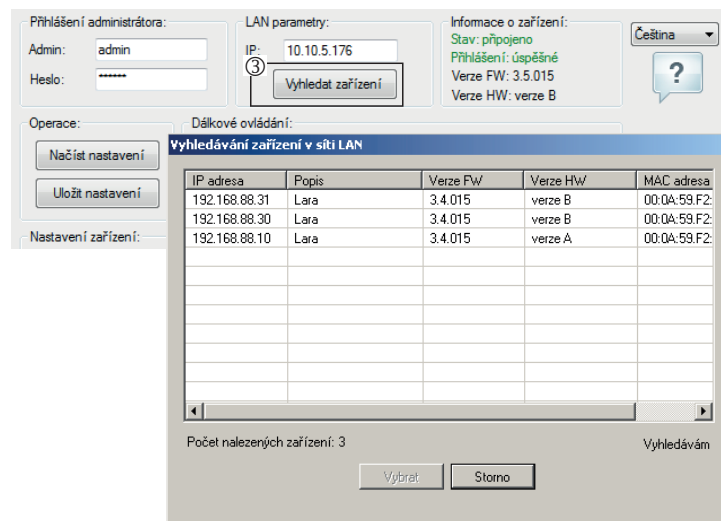 Přihlášení administrátora:
Admin: admin
Heslo: ******
LAN parametry:
IP: 10.10.5.176
③
Vyhledat zařízení
Informace o zařízení:
Stav: připojeno
Přihlášení: úspěšné
Verze FW: 3.5.015
Verze HW: verze B
Čeština
?
Operace:
Načíst nastavení
Uložit nastavení
Nastavení zařízení:
Dálkové ovládání:
Vyhledávání zařízení v síti LAN
IP adresa Popis Verze FW Verze HW MAC adresa
192.168.88.31 Lara 3.4.015 verze B 00:0A:59:F2:
192.168.88.30 Lara 3.4.015 verze B 00:0A:59:F2:
192.168.88.10 Lara 3.4.015 verze A 00:0A:59:F2:
Počet nalezených zařízení: 3
Vyhledávám
Vybrat
Storno